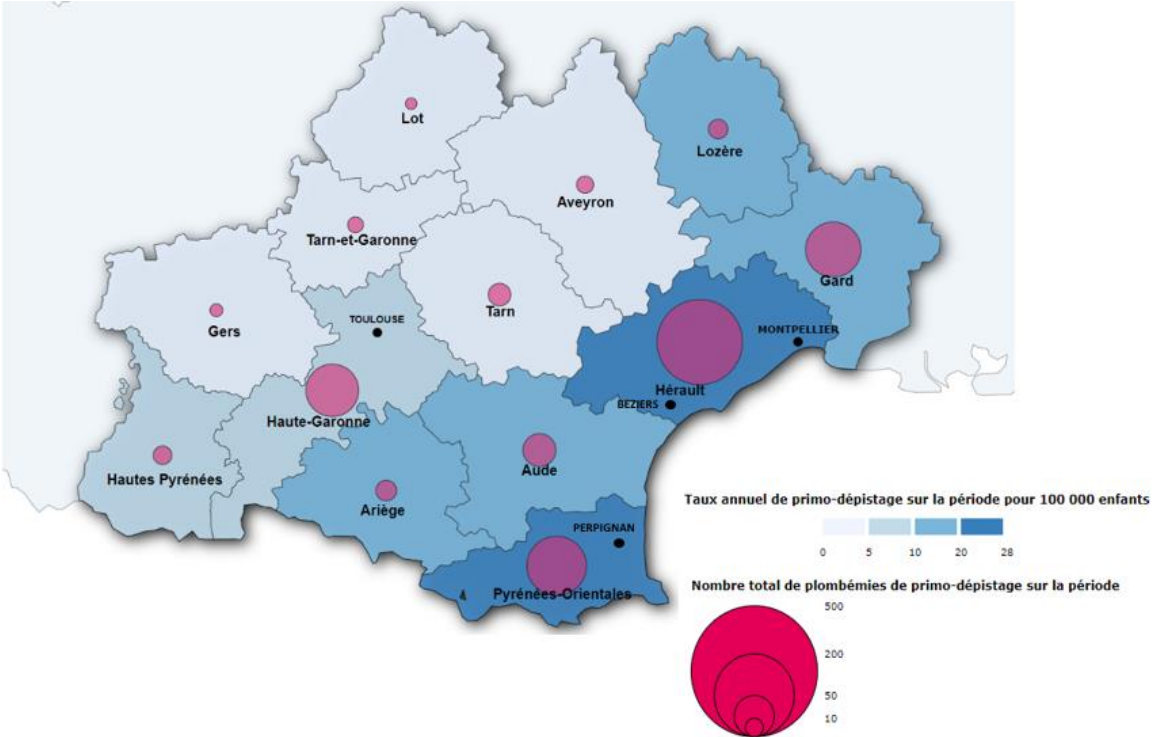 Lot
Lozère
Aveyron
Tarn-et-Garonne
Gard
Tarn
Gers
TOULOUSE
MONTPELLIER
Hérault
BEZIERS
Haute-Garonne
Aude
Hautes Pyrénées
Ariège
PERPIGNAN
Pyrénées-Orientales
Taux annuel de primo-dépistage sur la période pour 100 000 enfants
0 5 10 20 28
Nombre total de plombémies de primo-dépistage sur la période
500
200
50
10